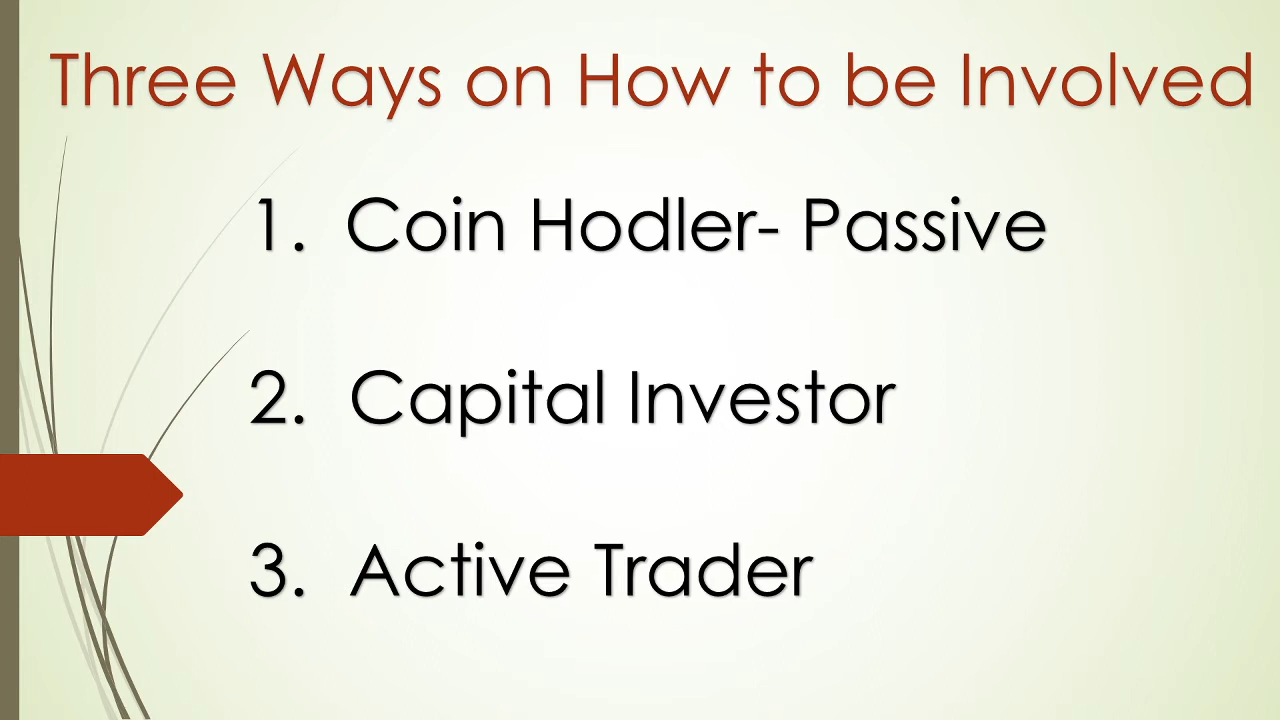 Three Ways on How to be Involved
1. Coin Hodler- Passive
2. Capital Investor
3. Active Trader